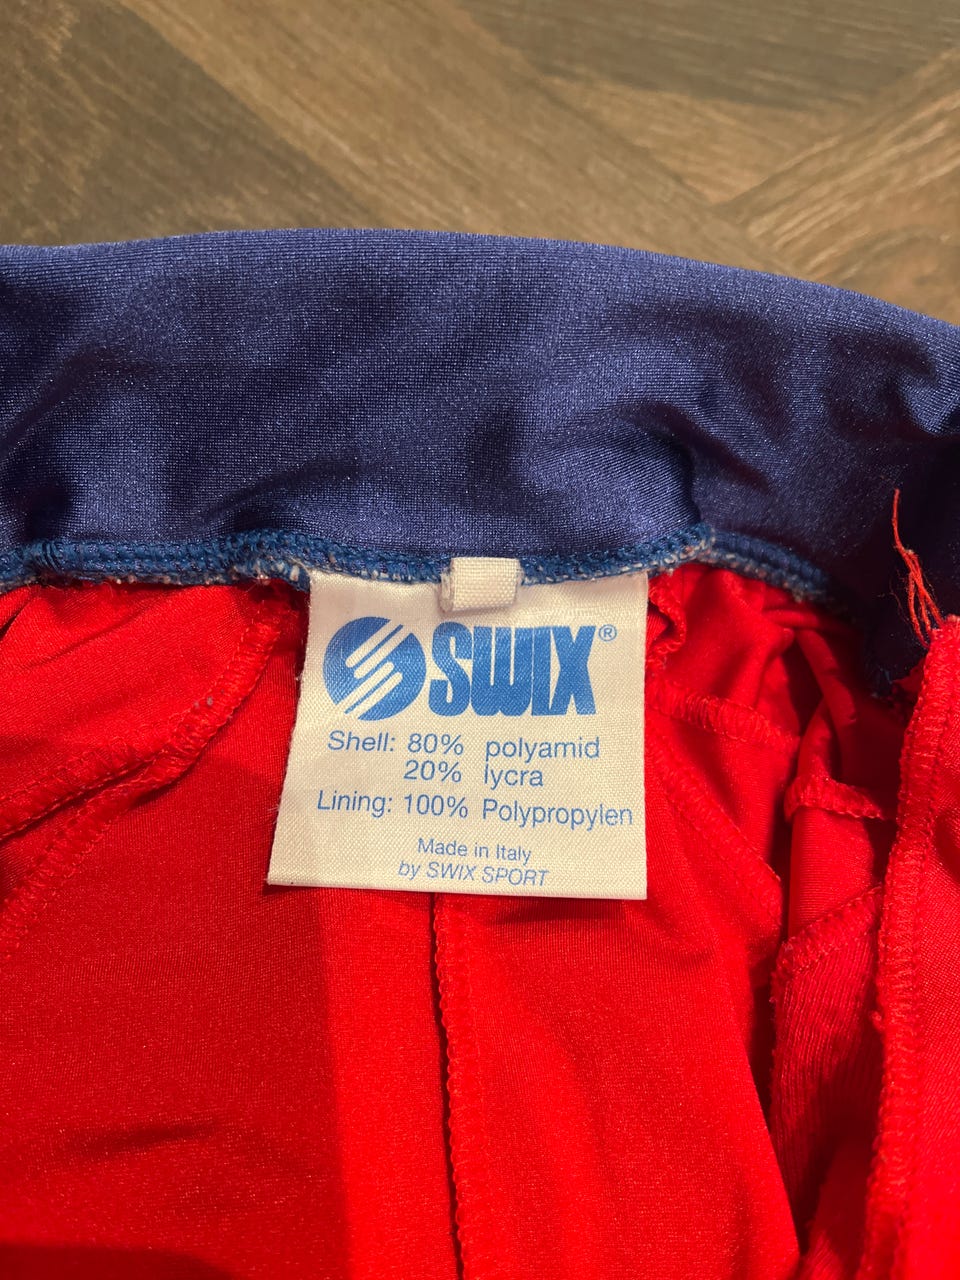 SWIX®
Shell: 80% polyamid
20% lycra
Lining: 100% Polypropylen
Made in Italy
by SWIX SPORT